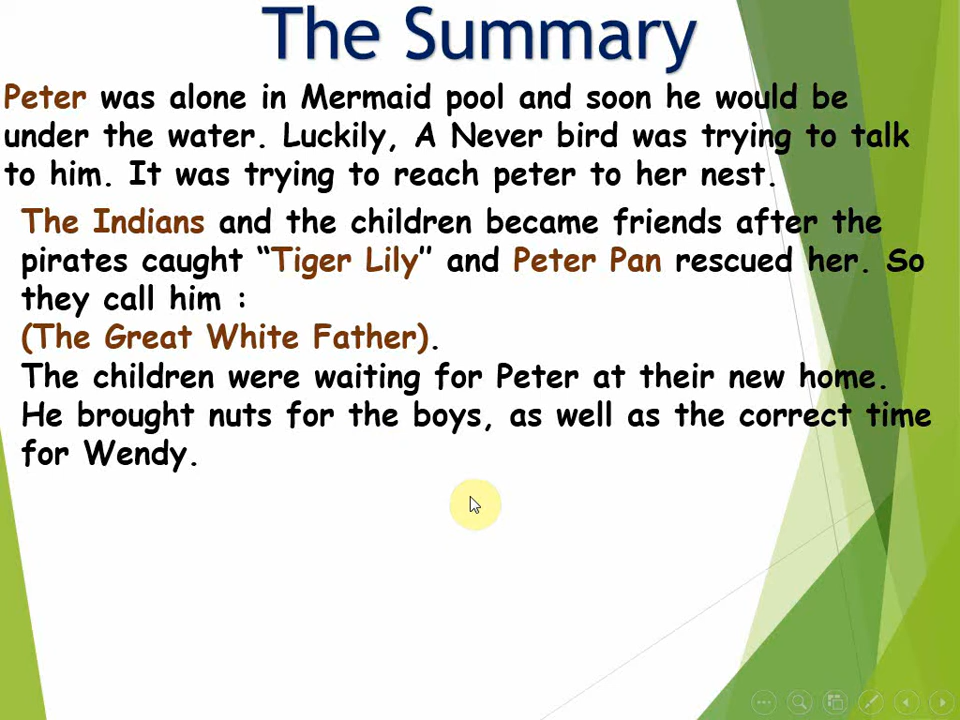 The Summary
Peter was alone in Mermaid pool and soon he would be
under the water. Luckily, A Never bird was trying to talk
to him. It was trying to reach peter to her nest.
The Indians and the children became friends after the
pirates caught “Tiger Lily” and Peter Pan rescued her. So
they call him :
(The Great White Father).
The children were waiting for Peter at their new home.
He brought nuts for the boys, as well as the correct time
for Wendy.